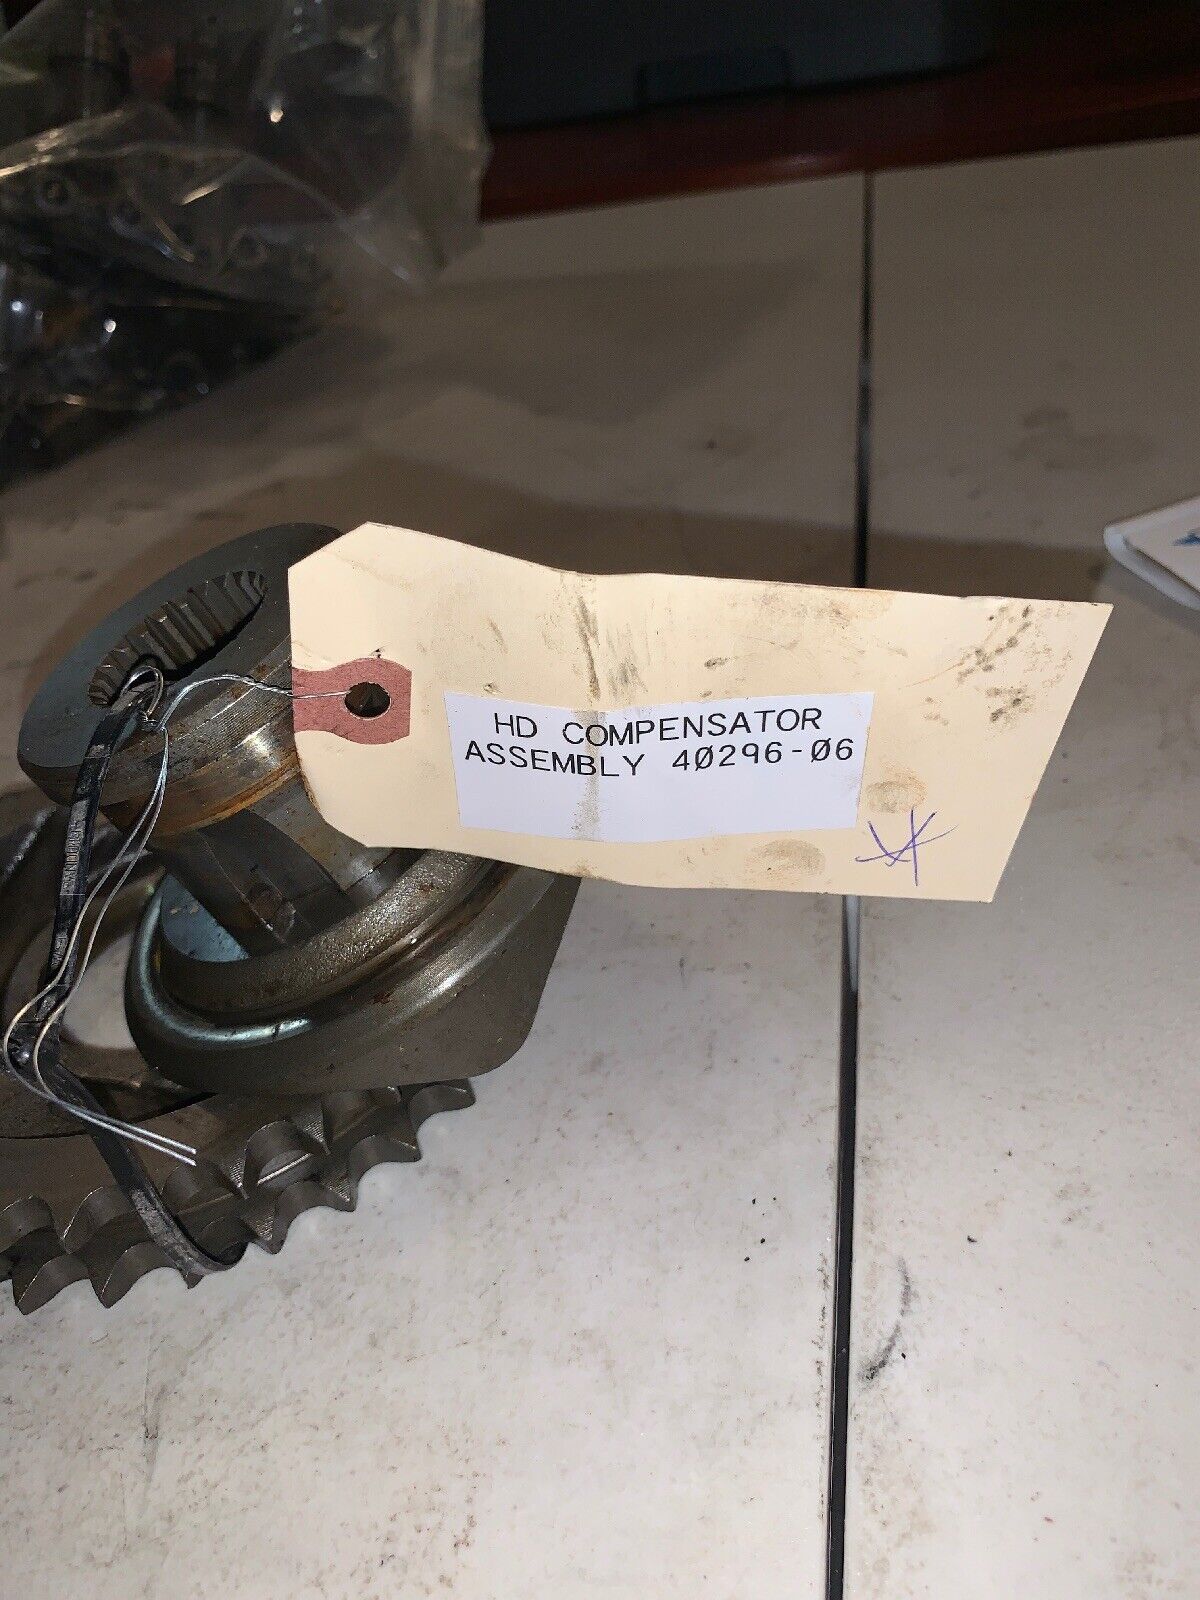 HD COMPENSATOR
ASSEMBLY 40296-06